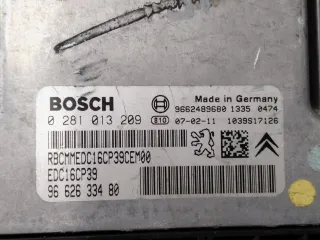 BOSCH
Made in Germany
9662489680 1335 0474
0 281 013 209 S10 07-02-11 1039S17126
RBCMMEDC16CP39CEM00
EDC16CP39
96 626 334 80